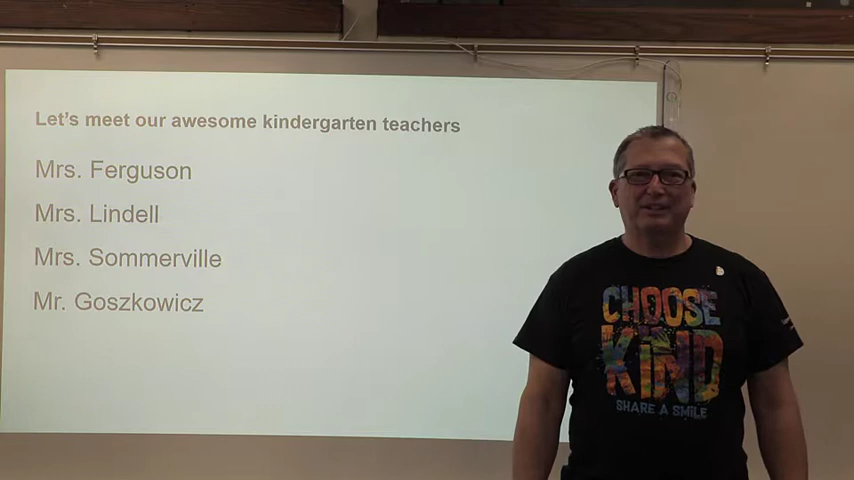 Let's meet our awesome kindergarten teachers
Mrs. Ferguson
Mrs. Lindell
Mrs. Sommerville
Mr. Goszkowicz
CHOOSE
KIND
SHARE A SMILE